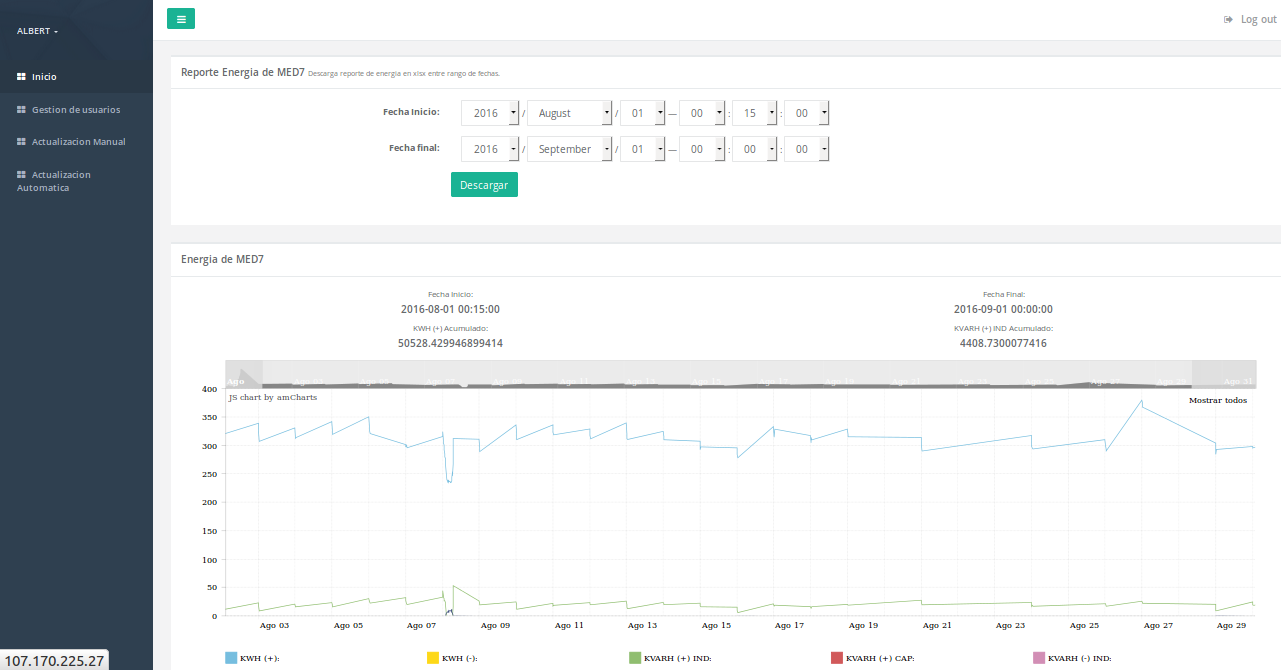 ALBERT
Log out
Inicio
Gestion de usuarios
Actualizacion Manual
Actualizacion
Automatica
Reporte Energia de MED7 Descarga reporte de energia en xlsx entre rango de fechas.
Fecha Inicio: 2016 / August / 01 — 00 : 15 : 00
Fecha final: 2016 / September / 01 — 00 : 00 : 00
Descargar
Energia de MED7
Fecha Inicio: Fecha Final:
2016-08-01 00:15:00 2016-09-01 00:00:00
KWH (+) Acumulado: KVARH (+) IND Acumulado:
50528.429946899414 4408.7300077416
Ago Ago 11 Ago 31
JS chart by amCharts
Mostrar todos
400
350
300
250
200
150
100
50
0
Ago 03 Ago 05 Ago 07 Ago 09 Ago 11 Ago 13 Ago 15 Ago 17 Ago 19 Ago 21 Ago 23 Ago 25 Ago 27 Ago 29
KWH (+): KWH (-): KVARH (+) IND: KVARH (+) CAP: KVARH (-) IND:
107.170.225.27